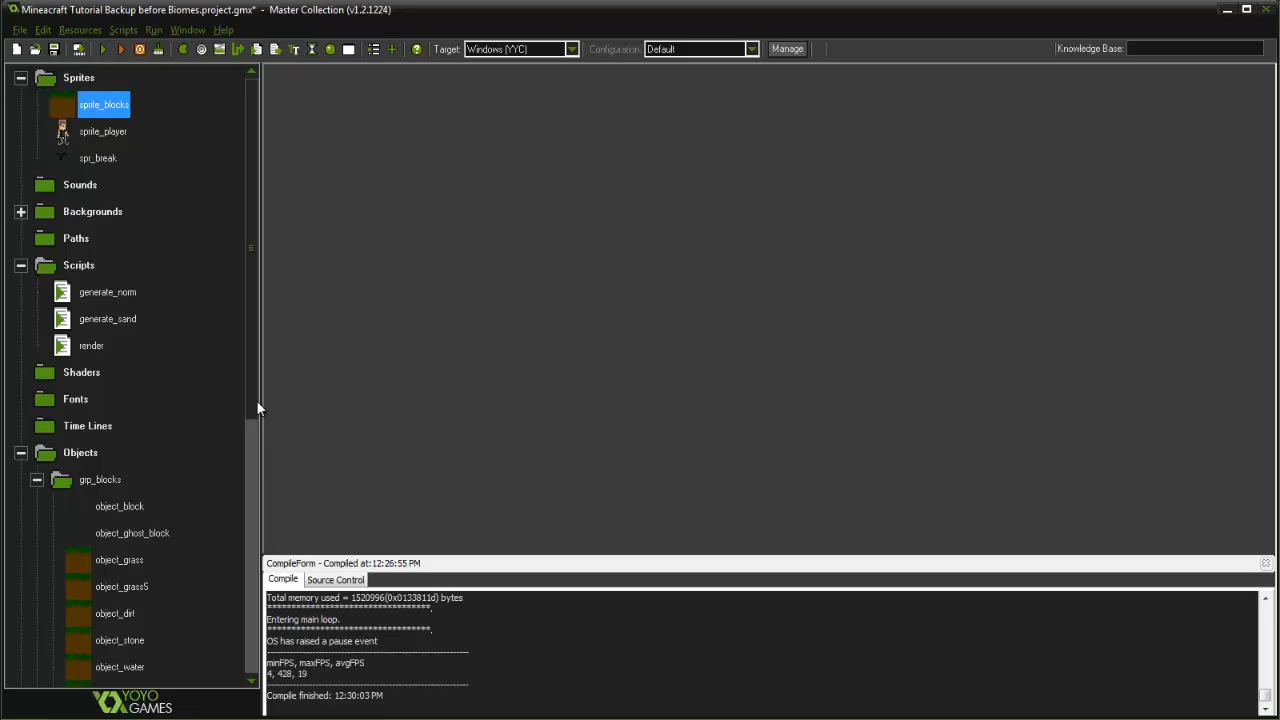 Mineacraft Tutorial Backup before Biomes.project.gmx* - Master Collection (v1.2.1224)
File Edit Resources Scripts Run Window Help
Target: Windows (YYC) Configuration: Default Manage Knowledge Base:
Sprites
sprite_blocks
sprite_player
spr_break
Sounds
Backgrounds
Paths
Scripts
generate_norm
generate_sand
render
Shaders
Fonts
Time Lines
Objects
grp_blocks
object_block
object_ghost_block
object_grass
object_grassS
object_dirt
object_stone
object_water
YOYO
GAMES
CompileForm - Compiled at:12:26:55 PM
Compile Source Control
Total memory used = 1520996(0x0133811d) bytes
**********************************.
Entering main loop.
**********************************.
OS has raised a pause event
---------------------------------------------------
minFPS, maxFPS, avgFPS
4, 428, 19
---------------------------------------------------
Compile finished: 12:30:03 PM